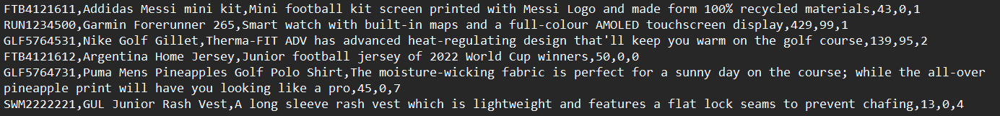 FTB4121611,Addidas Messi mini kit,Mini football kit screen printed with Messi Logo and made form 100% recycled materials,43,0,1
RUN1234500,Garmin Forerunner 265,Smart watch with built-in maps and a full-colour AMOLED touchscreen display,429,99,1
GLF5764531,Nike Golf Gillet,Therma-FIT ADV has advanced heat-regulating design that'll keep you warm on the golf course,139,95,2
FTB4121612,Argentina Home Jersey,Junior football jersey of 2022 World Cup winners,50,0,0
GLF5764731,Puma Mens Pineapples Golf Polo Shirt,The moisture-wicking fabric is perfect for a sunny day on the course; while the all-over
pineapple print will have you looking like a pro,45,0,7
SWM2222221,GUL Junior Rash Vest,A long sleeve rash vest which is lightweight and features a flat lock seams to prevent chafing,13,0,4